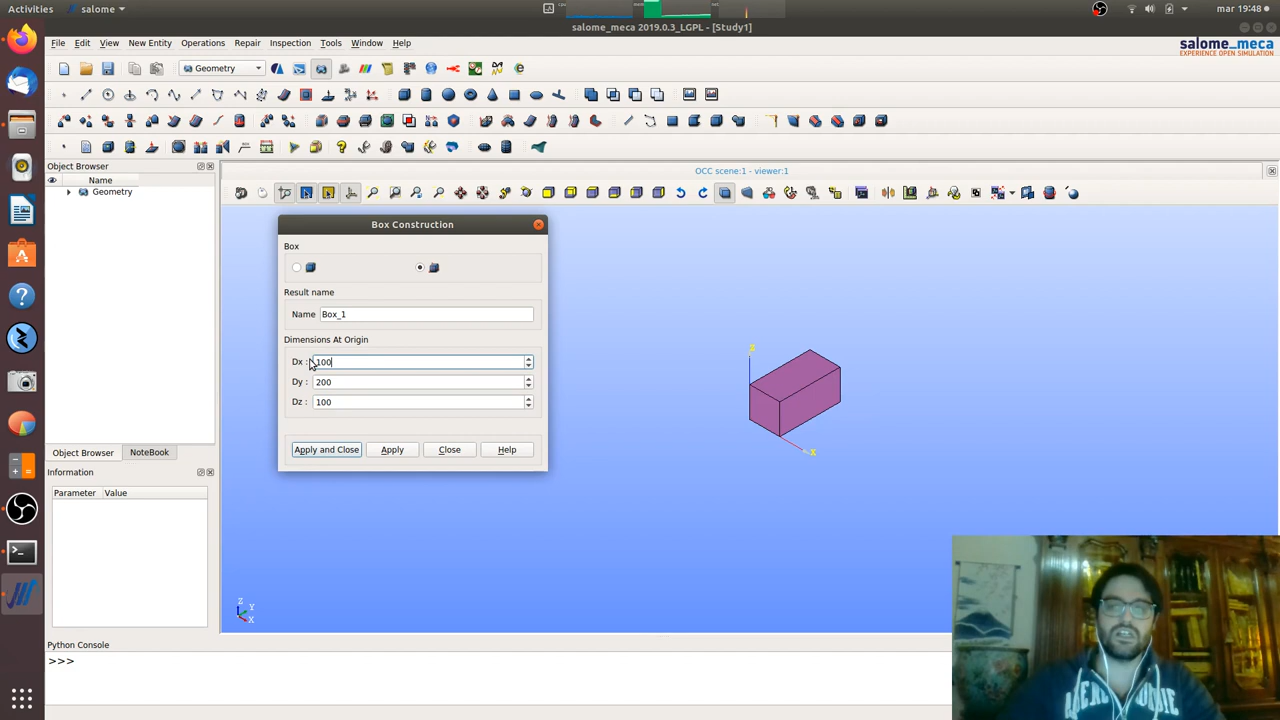 Activities
salome
mar 19:48
salome_meca 2019.0.3_LGPL - [Study1]
File Edit View New Entity Operations Repair Inspection Tools Window Help
salome_meca
EXPERIENCE OPEN SIMULATION
Geometry
Object Browser
OCC scene:1 - viewer:1
Name
Geometry
Box Construction
Box
Result name
Name Box_1
Dimensions At Origin
Dx : 100
Dy : 200
Dz : 100
Apply and Close Apply Close Help
Z
X
Object Browser NoteBook
Information
Parameter Value
Z
Y
X
Python Console
>>>